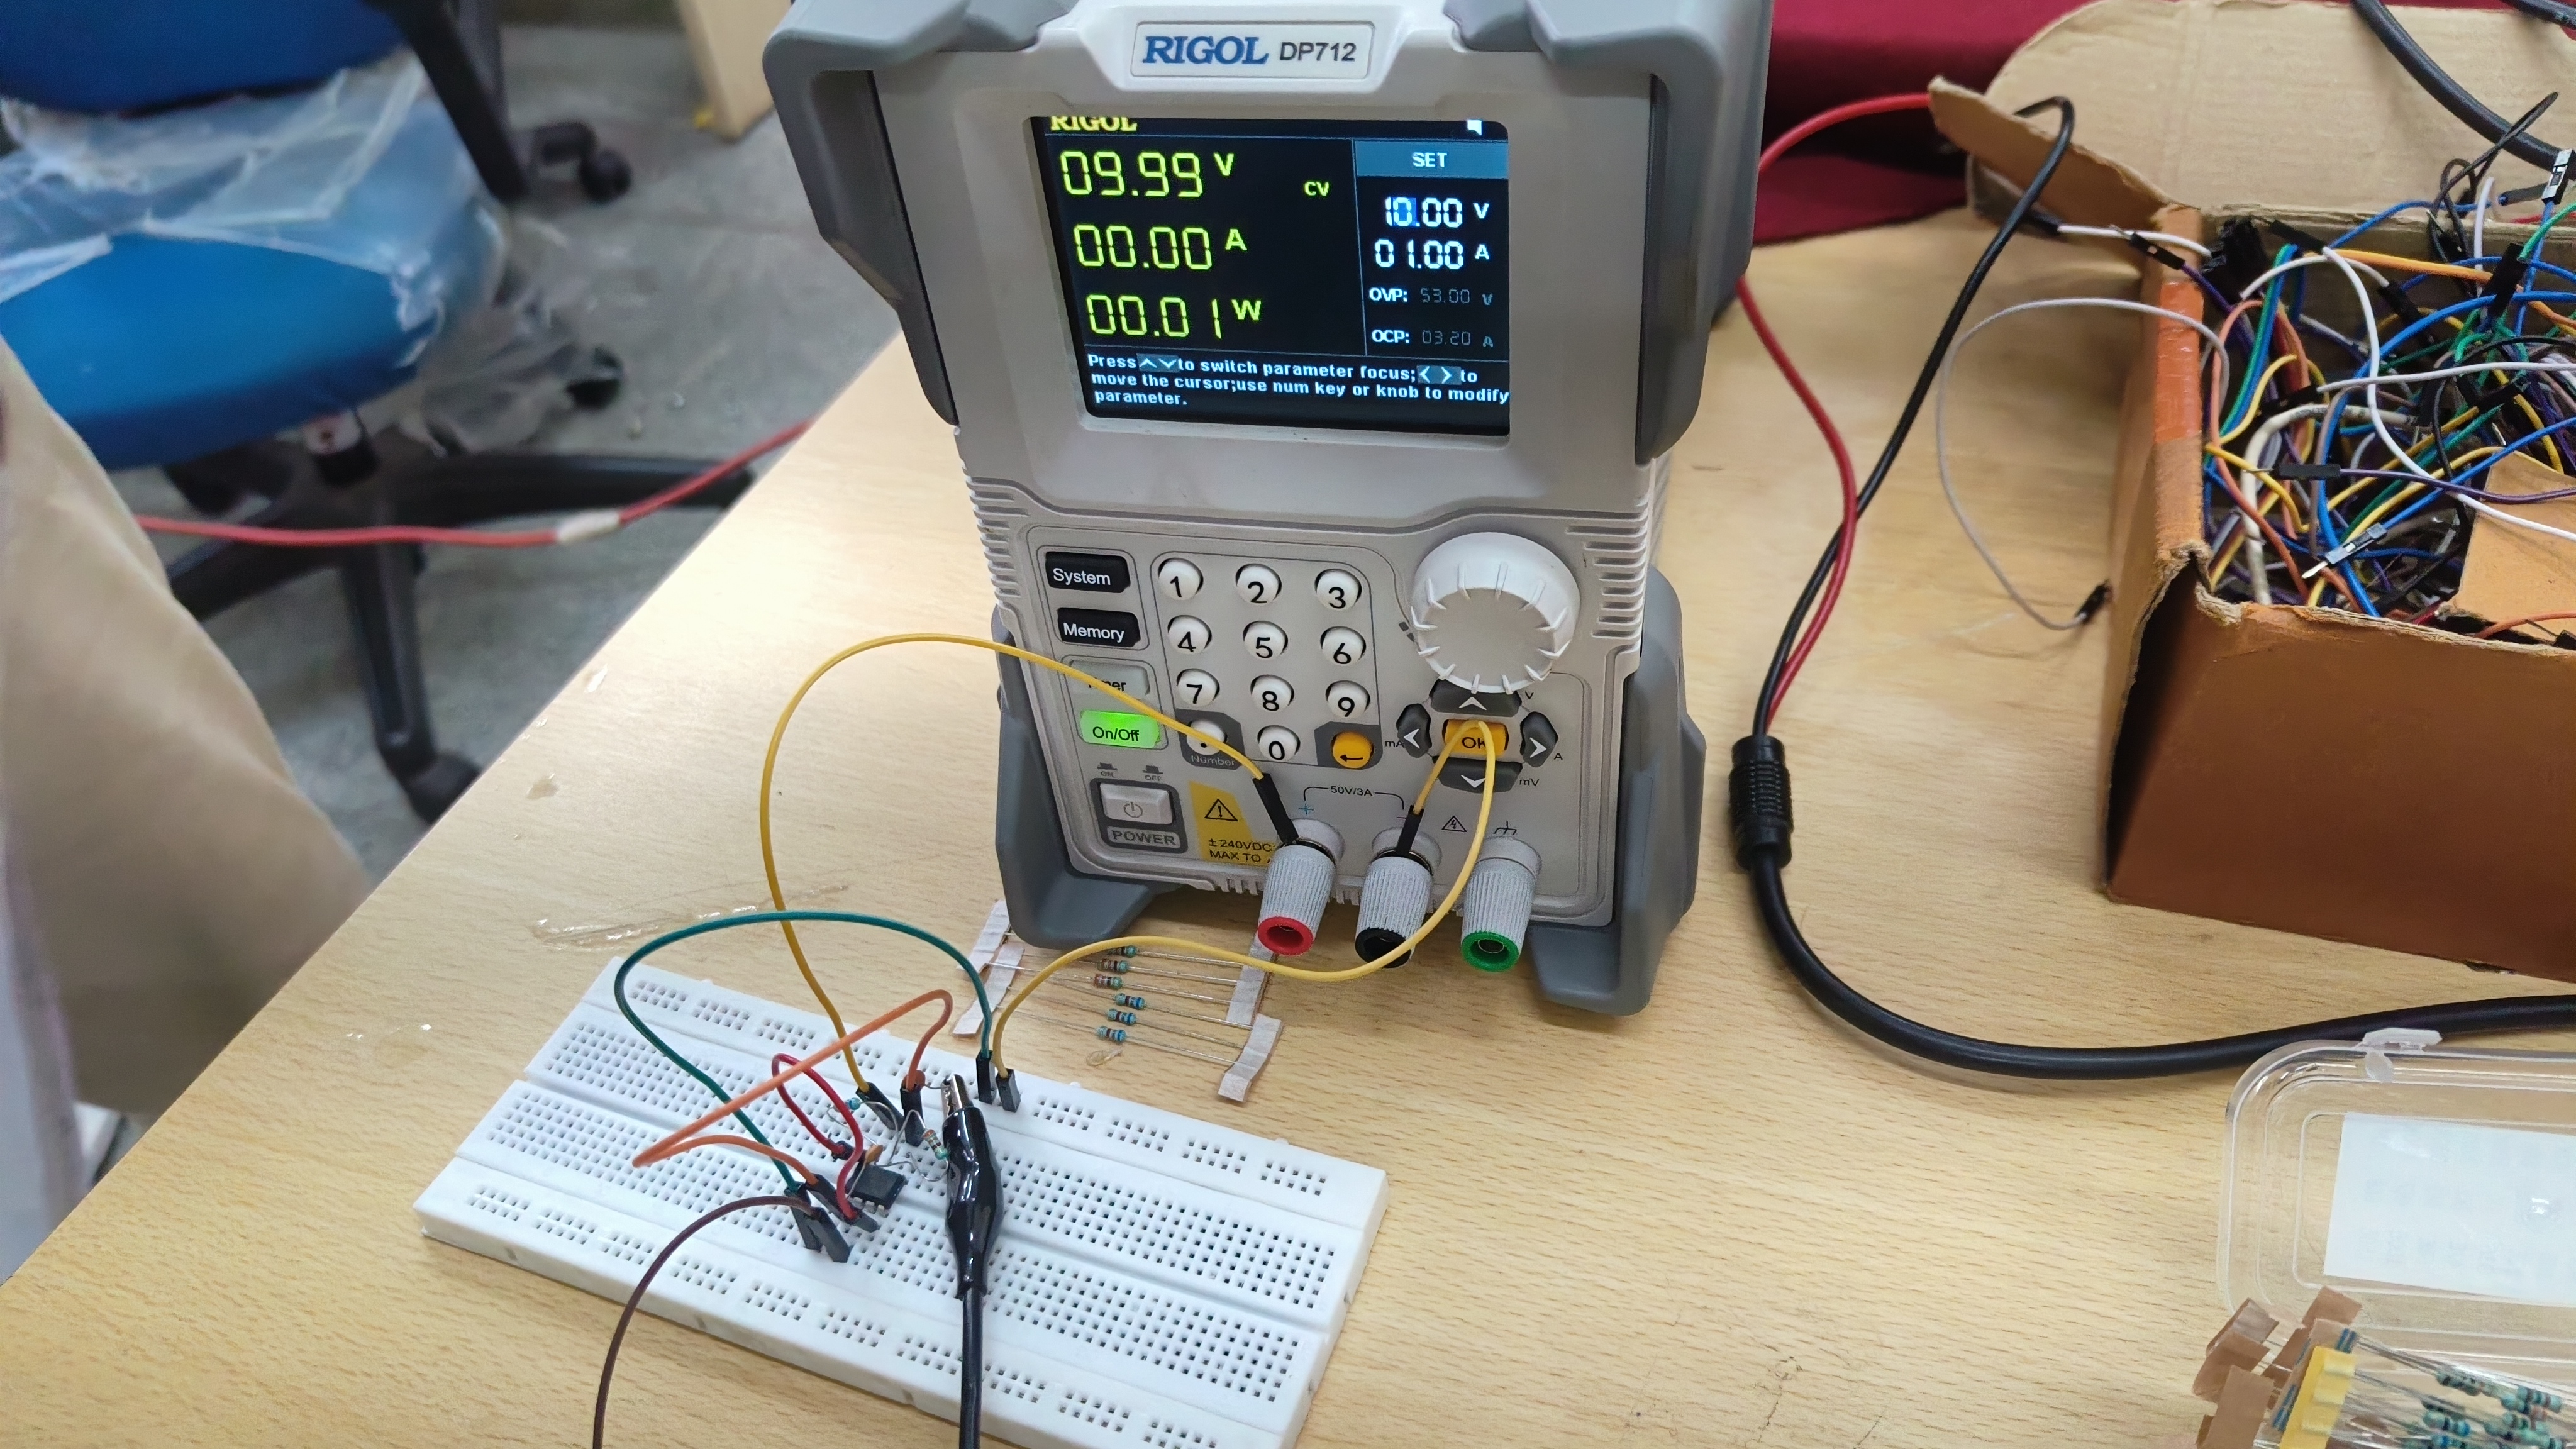 RIGOL DP712
RIGOL
09.99 V
CV
00.00 A
00.01 W
SET
10.00 V
01.00 A
OVP: 53.00 V
OCP: 03.20 A
Press to switch parameter focus; to
move the cursor;use num key or knob to modify
parameter.
System
Memory
On/Off
1 2 3
4 5 6
7 8 9
. 0
Number
V
OK
A
mV
ON OFF
POWER
50V/3A
+
± 240VDC
MAX TO